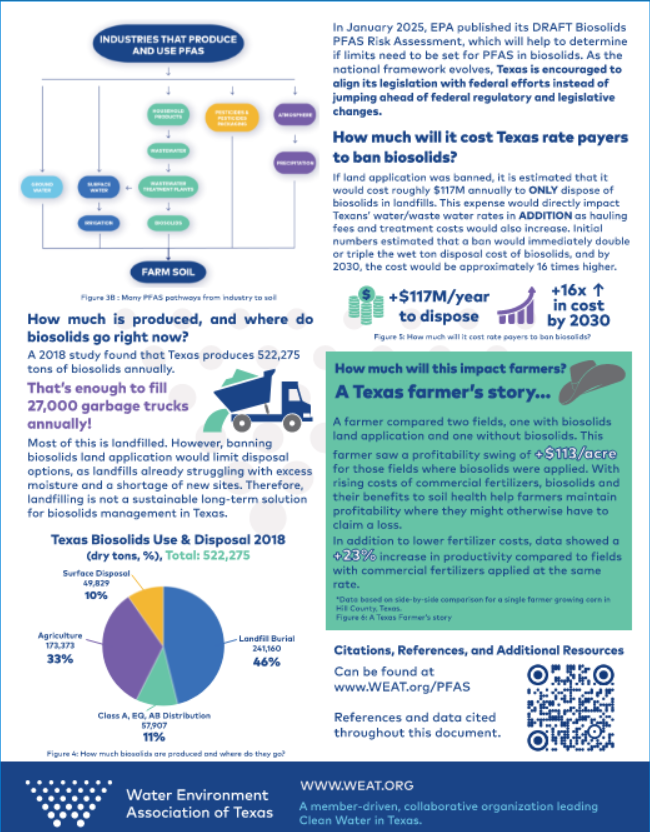 INDUSTRIES THAT PRODUCE
AND USE PFAS
HOUSEHOLD
PRODUCTS
PESTICIDES &
PESTICIDE
PACKAGING
ATMOSPHERE
WASTEWATER
PRECIPITATION
GROUND
WATER
SURFACE
WATER
WASTEWATER
TREATMENT PLANTS
IRRIGATION
BIOSOLIDS
FARM SOIL
Figure 3B : Many PFAS pathways from industry to soil
How much is produced, and where do
biosolids go right now?
A 2018 study found that Texas produces 522,275
tons of biosolids annually.
That's enough to fill
27,000 garbage trucks
annually!
Most of this is landfilled. However, banning
biosolids land application would limit disposal
options, as landfills already struggling with excess
moisture and a shortage of new sites. Therefore,
landfilling is not a sustainable long-term solution
for biosolids management in Texas.
Texas Biosolids Use & Disposal 2018
(dry tons, %), Total: 522,275
Surface Disposal
49,829
10%
Agriculture
173,373
33%
Landfill Burial
241,160
46%
Class A, EQ, AB Distribution
57,907
11%
Figure 4: How much biosolids are produced and where do they go?
In January 2025, EPA published its DRAFT Biosolids
PFAS Risk Assessment, which will help to determine
if limits need to be set for PFAS in biosolids. As the
national framework evolves, Texas is encouraged to
align its legislation with federal efforts instead of
jumping ahead of federal regulatory and legislative
changes.
How much will it cost Texas rate payers
to ban biosolids?
If land application was banned, it is estimated that it
would cost roughly $117M annually to ONLY dispose of
biosolids in landfills. This expense would directly impact
Texans' water/waste water rates in ADDITION as hauling
fees and treatment costs would also increase. Initial
numbers estimated that a ban would immediately double
or triple the wet ton disposal cost of biosolids, and by
2030, the cost would be approximately 16 times higher.
+$117M/year
to dispose
+16x ↑
in cost
by 2030
Figure 5: How much will it cost rate payers to ban biosolids?
How much will this impact farmers?
A Texas farmer's story...
A farmer compared two fields, one with biosolids
land application and one without biosolids. This
farmer saw a profitability swing of +$113/acre
for those fields where biosolids were applied. With
rising costs of commercial fertilizers, biosolids and
their benefits to soil health help farmers maintain
profitability where they might otherwise have to
claim a loss.
In addition to lower fertilizer costs, data showed a
+23% increase in productivity compared to fields
with commercial fertilizers applied at the same
rate.
*Data based on side-by-side comparison for a single farmer growing corn in
Hill County, Texas.
Figure 6: A Texas Farmer's story
Citations, References, and Additional Resources
Can be found at
www.WEAT.org/PFAS
References and data cited
throughout this document.
Water Environment
Association of Texas
WWW.WEAT.ORG
A member-driven, collaborative organization leading
Clean Water in Texas.